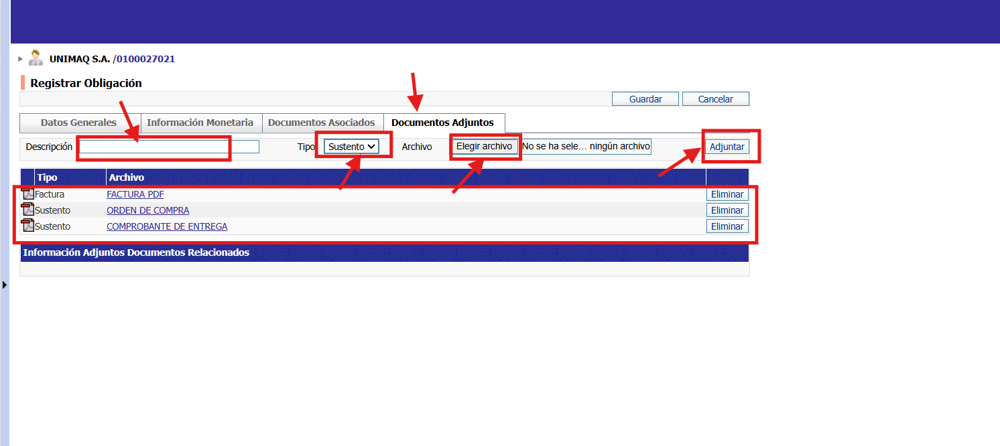 UNIMAQ S.A. /0100027021
Registrar Obligación
Guardar Cancelar
Datos Generales Información Monetaria Documentos Asociados Documentos Adjuntos
Descripción Tipo Sustento Archivo Elegir archivo No se ha sele... ningún archivo Adjuntar
Tipo Archivo
Factura FACTURA PDF Eliminar
Sustento ORDEN DE COMPRA Eliminar
Sustento COMPROBANTE DE ENTREGA Eliminar
Información Adjuntos Documentos Relacionados